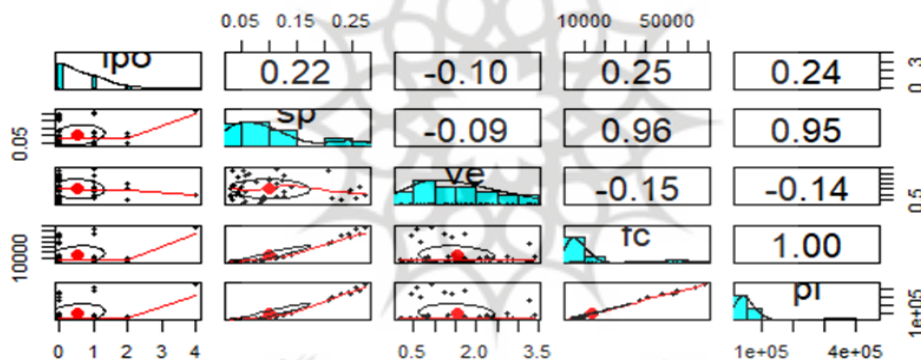 0.05 0.15 0.25 10000 50000
ipo 0.22 -0.10 0.25 0.24 0 3
0.05 sp -0.09 0.96 0.95
ve -0.15 -0.14 0.5
10000 tc 1.00
pi 1e+05
0 1 2 3 4 0.5 2.0 3.5 1e+05 4e+05